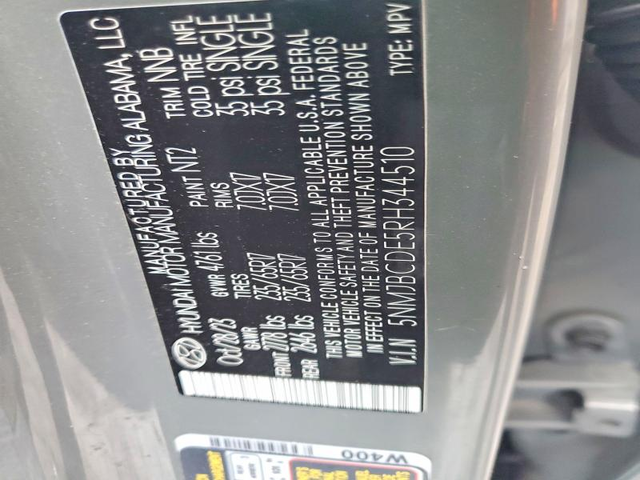 MANUFACTURED BY
HYUNDAI MOTOR MANUFACTURING ALABAMA, LLC
Oct/28/23 PAINT NT2 TRIM NNB
GVWR 4761 lbs
GAWR TIRES RIMS COLD TIRE INFL
FRONT 2778 lbs 235/65R17 7.0JX17 35 psi SINGLE
REAR 2646 lbs 235/65R17 7.0JX17 35 psi SINGLE
THIS VEHICLE CONFORMS TO ALL APPLICABLE U.S.A. FEDERAL
MOTOR VEHICLE SAFETY AND THEFT PREVENTION STANDARDS
IN EFFECT ON THE DATE OF MANUFACTURE SHOWN ABOVE
V.I.N 5NMJBCDE5RH344510 TYPE: MPV
W400